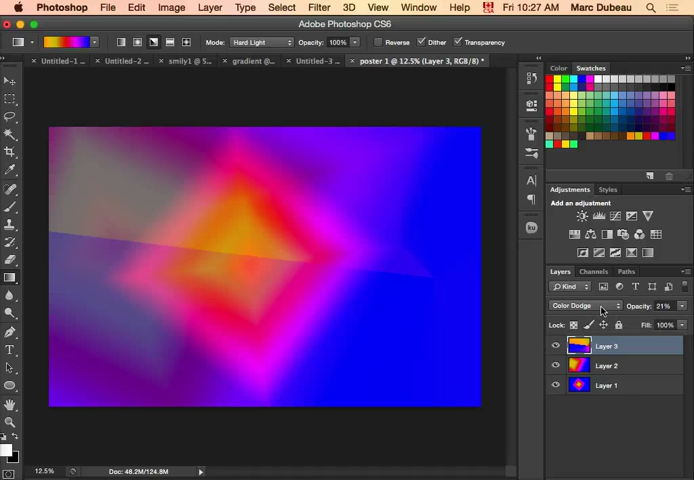 Photoshop File Edit Image Layer Type Select Filter 3D View Window Help Fri 10:27 AM Marc Dubeau
Adobe Photoshop CS6
Mode: Hard Light Opacity: 100% Reverse Dither Transparency
Untitled-1 ... Untitled-2 ... smily1 @ 5... gradient @... Untitled-3 ... poster 1 @ 12.5% (Layer 3, RGB/8) *
Color Swatches
Adjustments Styles
Add an adjustment
Layers Channels Paths
Kind
Color Dodge Opacity: 21%
Lock: Fill: 100%
Layer 3
Layer 2
Layer 1
12.5% Doc: 48.2M/124.8M